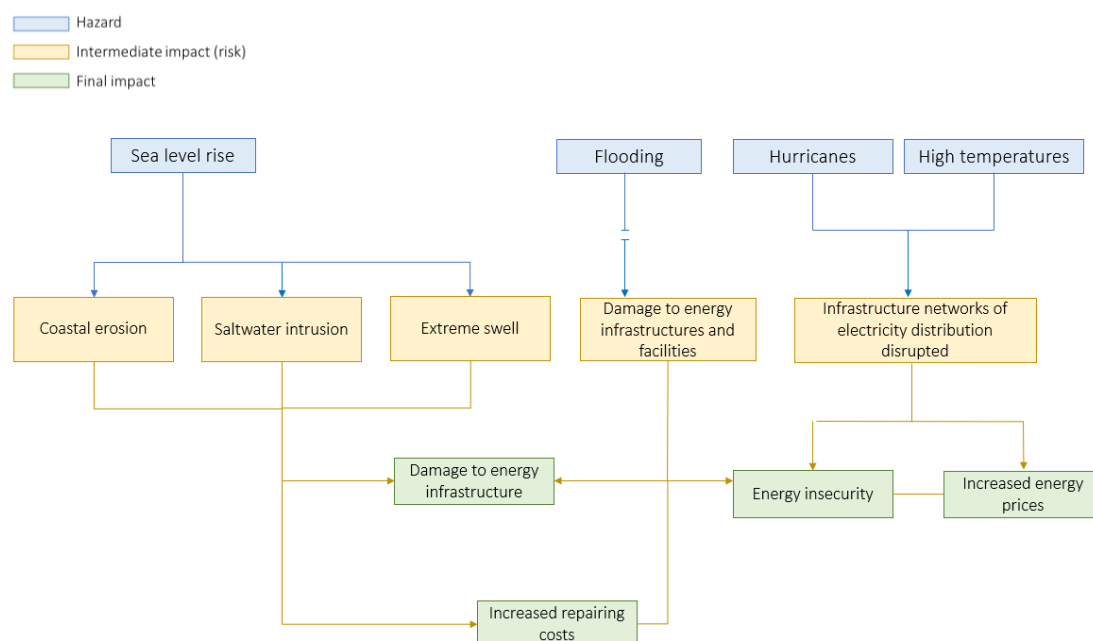 Hazard
Intermediate impact (risk)
Final impact
Sea level rise
Flooding
Hurricanes
High temperatures
Coastal erosion
Saltwater intrusion
Extreme swell
Damage to energy
infrastructures and
facilities
Infrastructure networks of
electricity distribution
disrupted
Damage to energy
infrastructure
Energy insecurity
Increased energy
prices
Increased repairing
costs